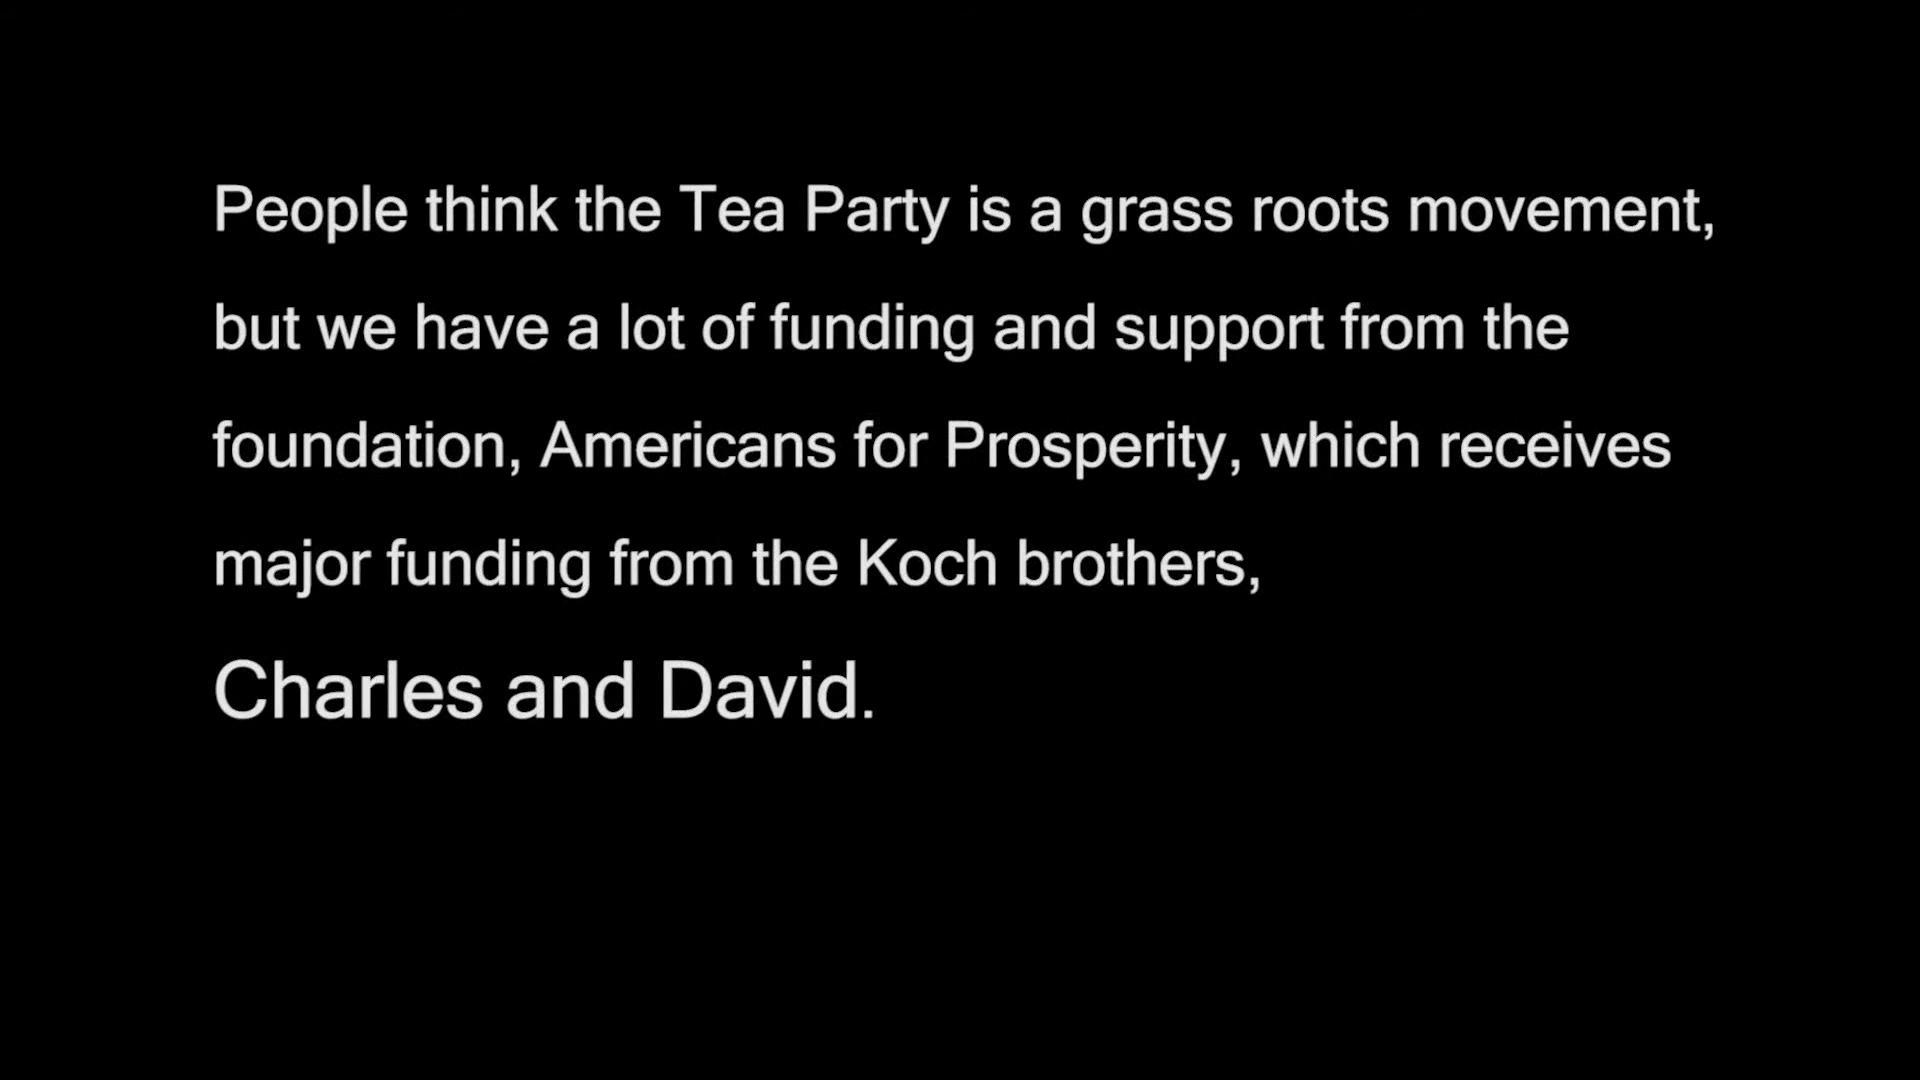 People think the Tea Party is a grass roots movement,
but we have a lot of funding and support from the
foundation, Americans for Prosperity, which receives
major funding from the Koch brothers,
Charles and David.